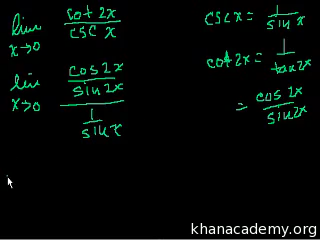 lim x→0 cot 2x / csc x
lim x→0 (cos 2x / sin 2x) / (1 / sin x)
csc x = 1 / sin x
cot 2x = 1 / tan 2x
= cos 2x / sin 2x
khanacademy.org